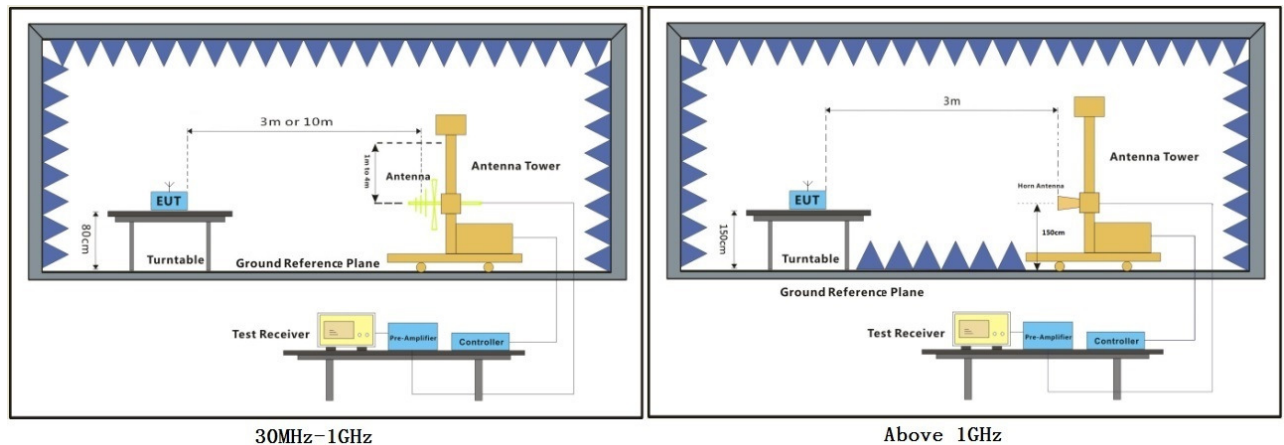 3m or 10m
1m to 4m
Antenna
Antenna Tower
EUT
80cm
Turntable
Ground Reference Plane
Test Receiver
Pre-Amplifier
Controller
30MHz-1GHz
3m
Antenna Tower
Horn Antenna
EUT
150cm
150cm
Turntable
Ground Reference Plane
Test Receiver
Pre-Amplifier
Controller
Above 1GHz